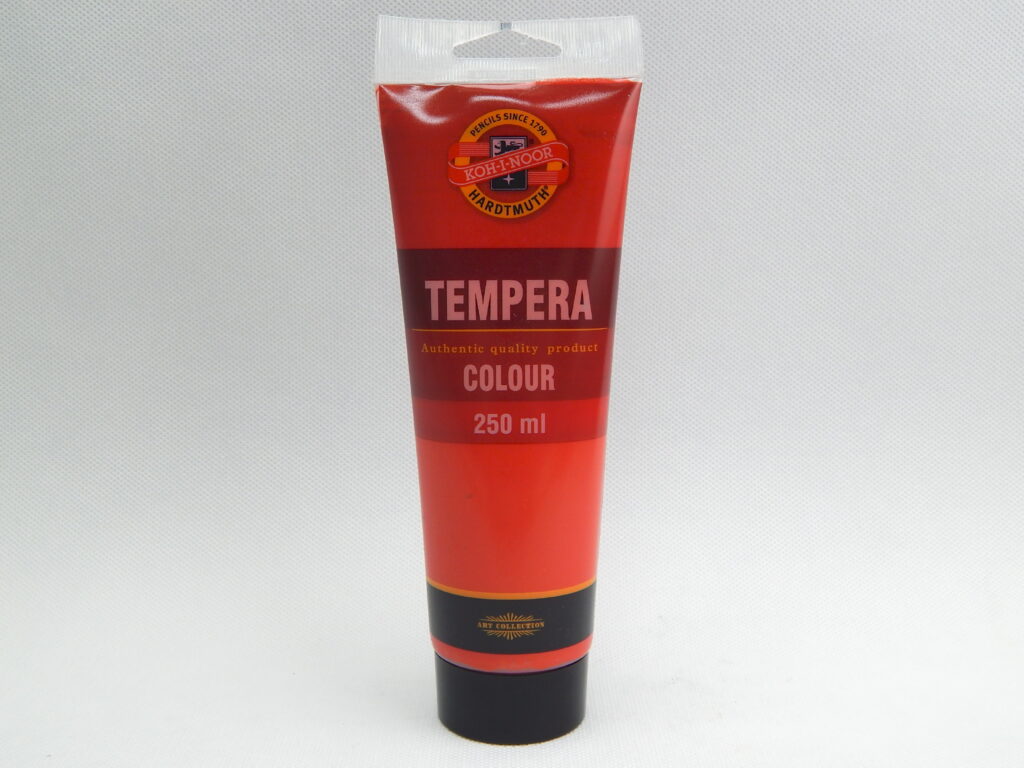 PENCILS SINCE 1790
KOH-I-NOOR
HARDTMUTH®
TEMPERA
Authentic quality product
COLOUR
250 ml
ART COLLECTION